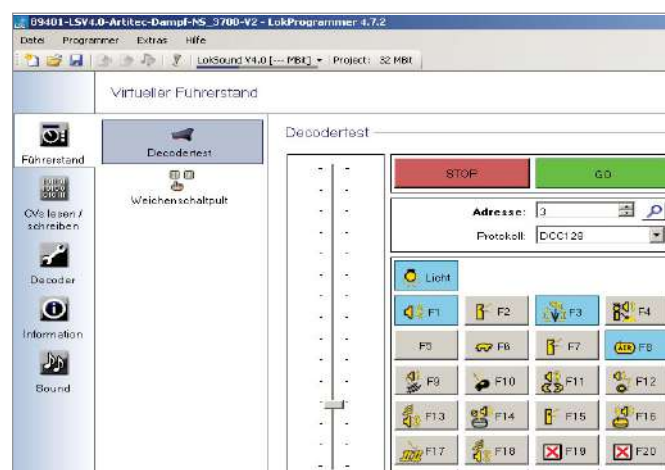 89401-LSV4.0-Artitec-Dampf-NS_3700-V2 - LokProgrammer 4.7.2
Datei Programmer Extras Hilfe
LokSound V4.0 [--- MBit] Project: 32 MBit
Virtueller Führerstand
Führerstand
CVs lesen / schreiben
Decoder
Information
Sound
Decodertest
Weichenschaltpult
Decodertest
STOP GO
Adresse: 3
Protokoll: DCC128
Licht
F1 F2 F3 F4
F5 F6 F7 F8
F9 F10 F11 F12
F13 F14 F15 F16
F17 F18 F19 F20